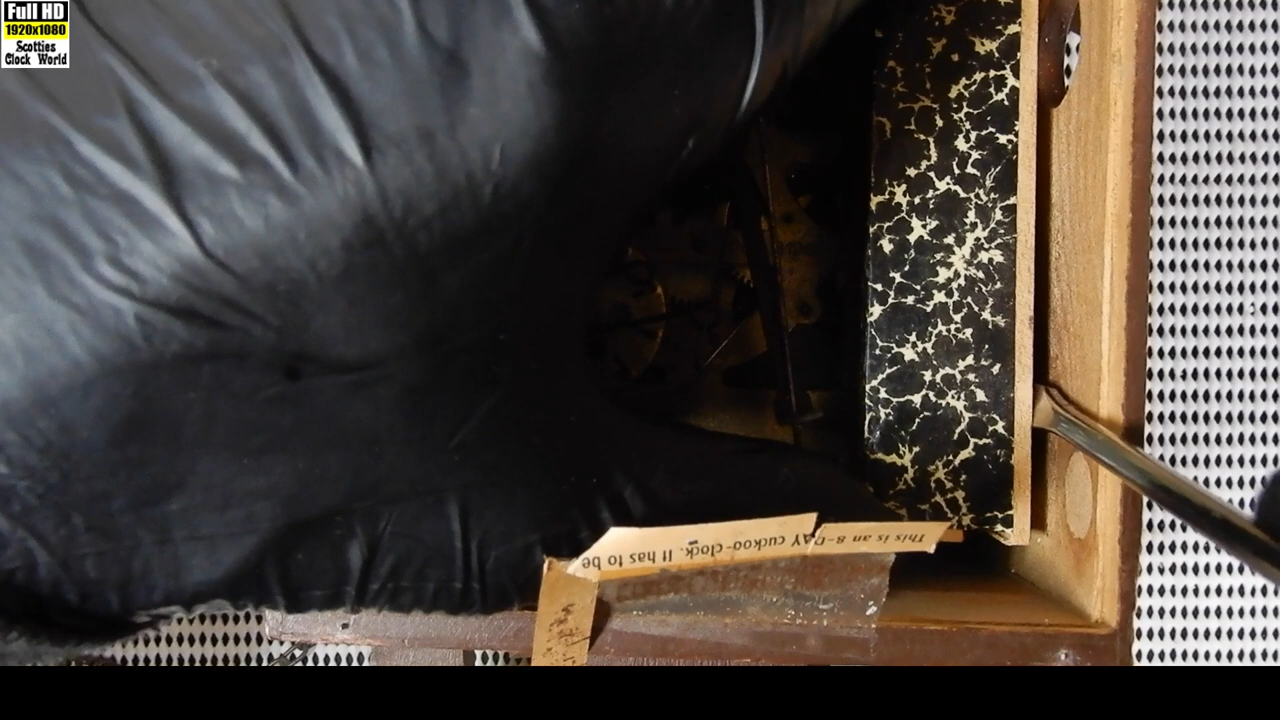 Full HD
1920x1080
Scotties
Clock World
This is an 8-DAY cuckoo-clock. It has to be